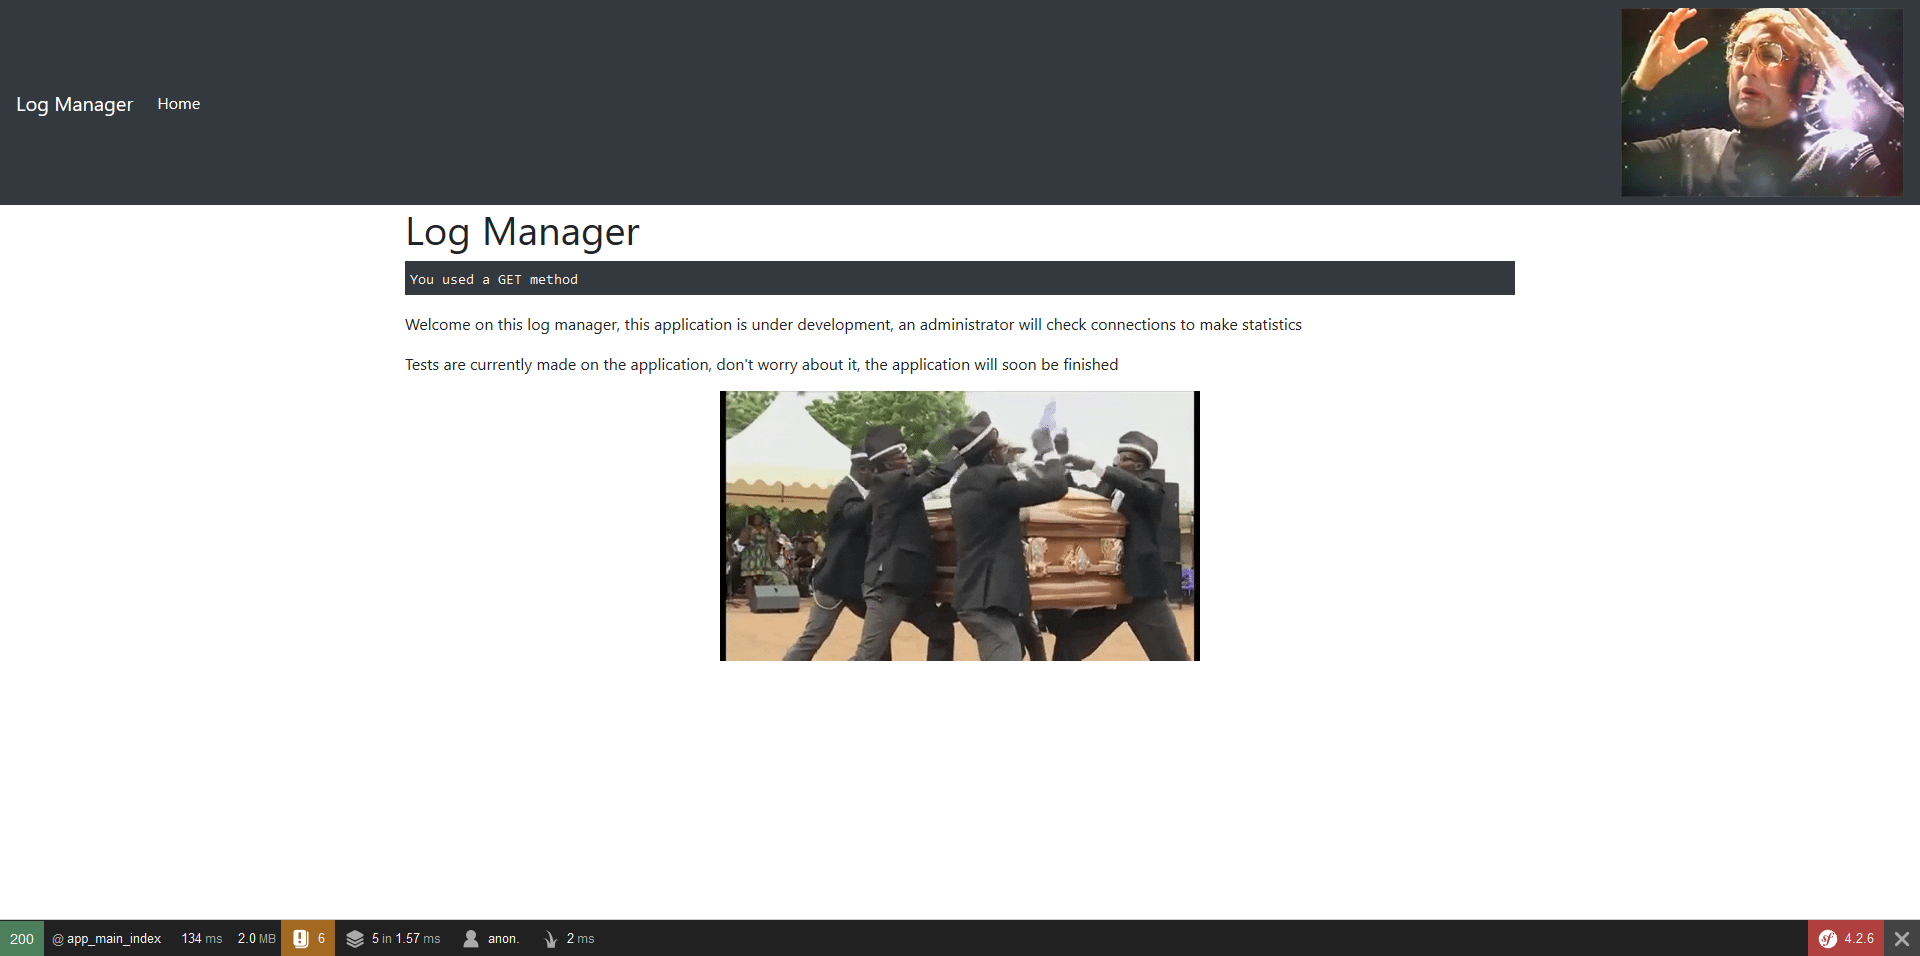 Log Manager Home
Log Manager
You used a GET method
Welcome on this log manager, this application is under development, an administrator will check connections to make statistics
Tests are currently made on the application, don't worry about it, the application will soon be finished
200 @ app_main_index 134 ms 2.0 MB 6 5 in 1.57 ms anon. 2 ms sf 4.2.6